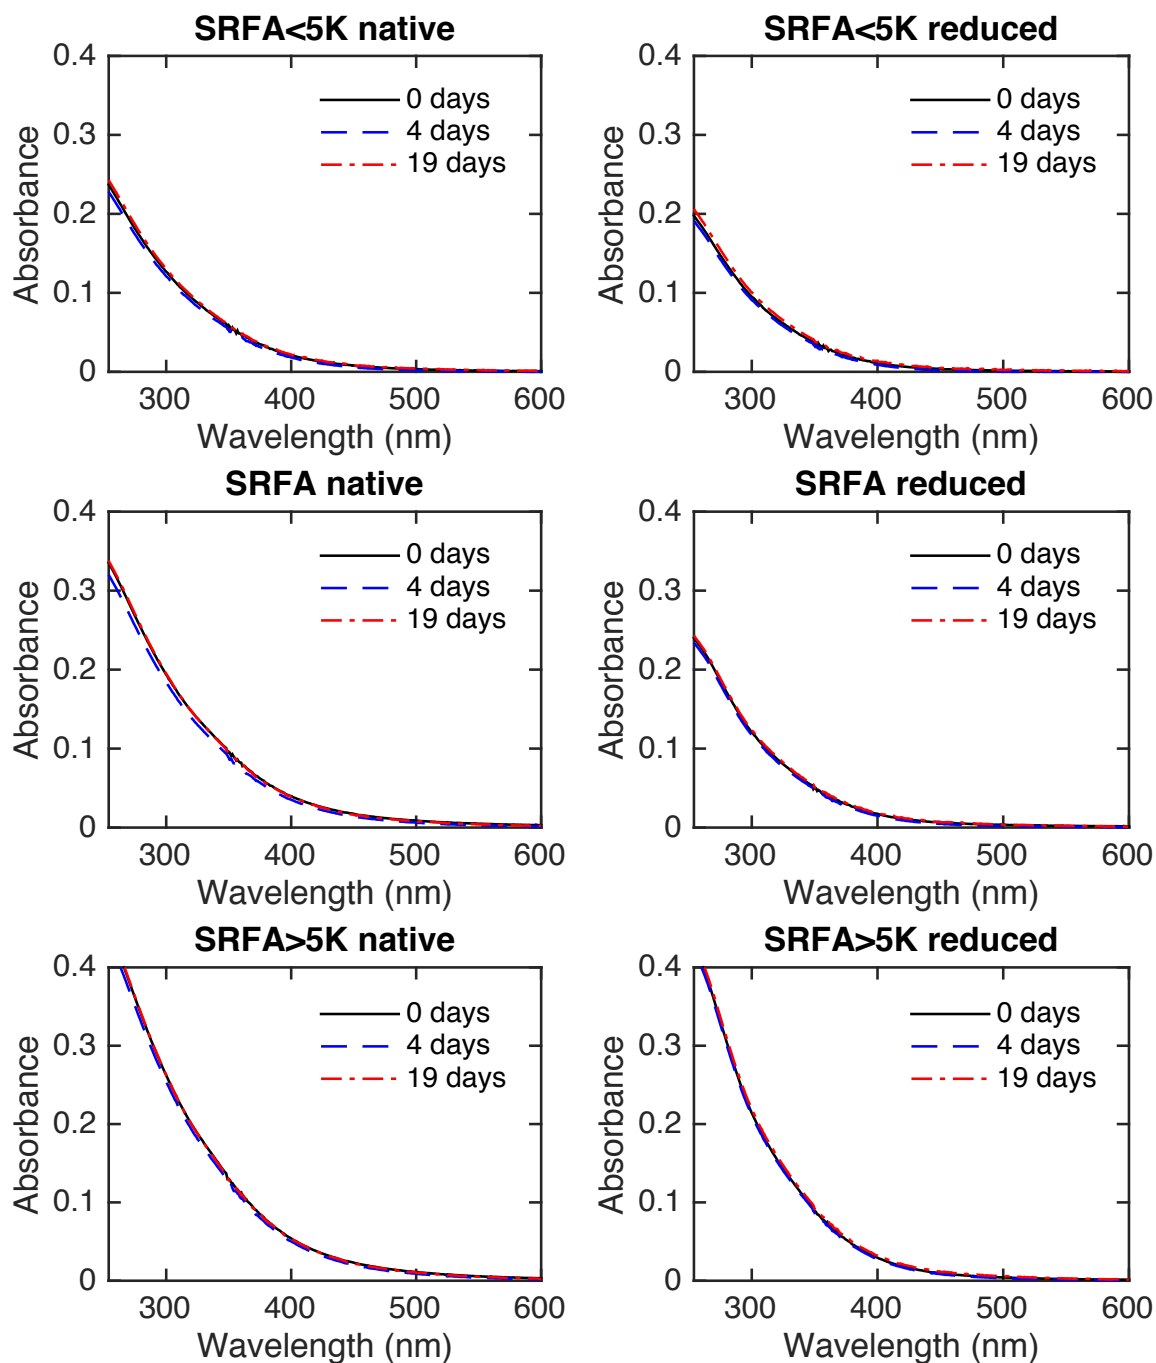 SRFA<5K native
0.4
0.3
0.2
0.1
0
Absorbance
0 days
4 days
19 days
300
400
500
600
Wavelength (nm)
SRFA<5K reduced
0.4
0.3
0.2
0.1
0
Absorbance
0 days
4 days
19 days
300
400
500
600
Wavelength (nm)
SRFA native
0.4
0.3
0.2
0.1
0
Absorbance
0 days
4 days
19 days
300
400
500
600
Wavelength (nm)
SRFA reduced
0.4
0.3
0.2
0.1
0
Absorbance
0 days
4 days
19 days
300
400
500
600
Wavelength (nm)
SRFA>5K native
0.4
0.3
0.2
0.1
0
Absorbance
0 days
4 days
19 days
300
400
500
600
Wavelength (nm)
SRFA>5K reduced
0.4
0.3
0.2
0.1
0
Absorbance
0 days
4 days
19 days
300
400
500
600
Wavelength (nm)